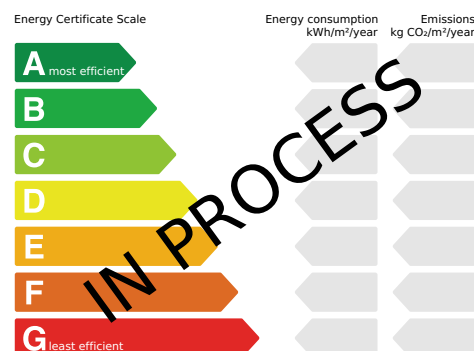 Energy Certificate Scale
Energy consumption
kWh/m²/year
Emissions
kg CO₂/m²/year
A most efficient
B
C
D
E
F
G least efficient
IN PROCESS